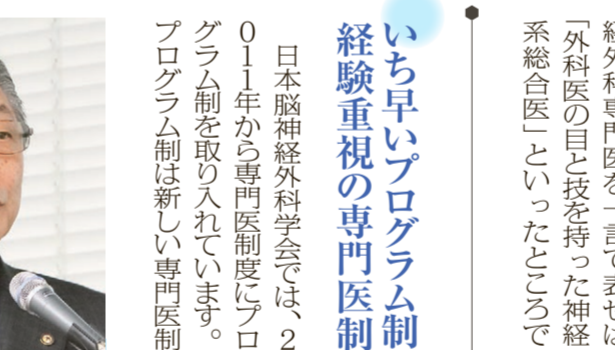 経外科専門医を一言で表せば
「外科医の目と技を持った神経
系総合医」といったところで
いち早いプログラム制
経験重視の専門医制
日本脳神経外科学会では、2
011年から専門医制度にプロ
グラム制を取り入れています。
プログラム制は新しい専門医制